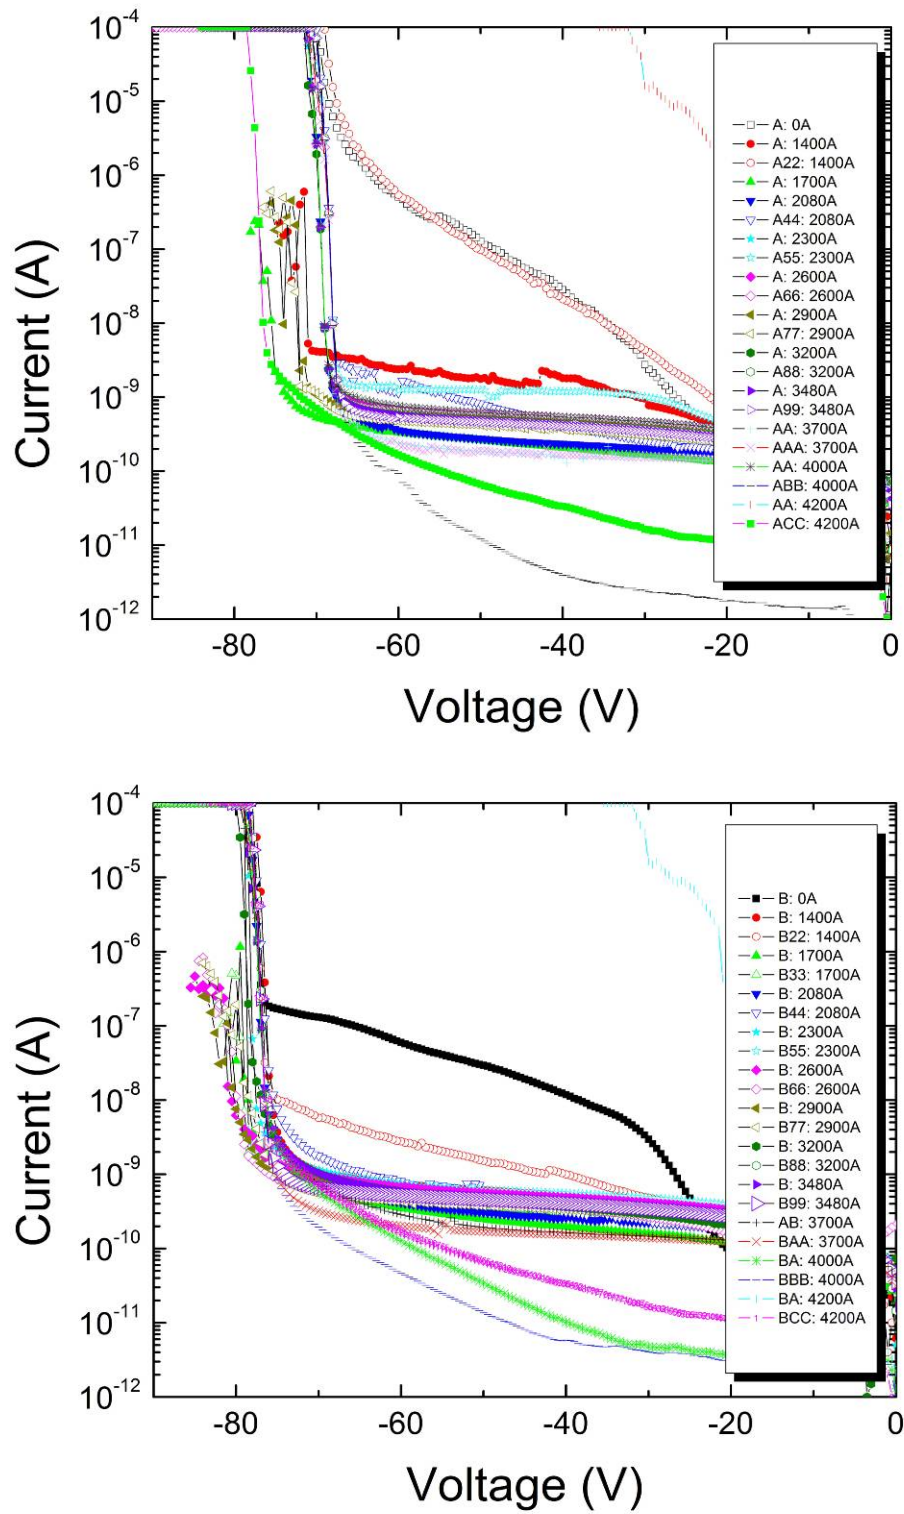 10-4
10-5
10-6
10-7
10-8
10-9
10-10
10-11
10-12
Current (A)
A: 0A
A: 1400A
A22: 1400A
A: 1700A
A: 2080A
A44: 2080A
A: 2300A
A55: 2300A
A: 2600A
A66: 2600A
A: 2900A
A77: 2900A
A: 3200A
A88: 3200A
A: 3480A
A99: 3480A
AA: 3700A
AAA: 3700A
AA: 4000A
ABB: 4000A
AA: 4200A
ACC: 4200A
-80 -60 -40 -20 0
Voltage (V)
10-4
10-5
10-6
10-7
10-8
10-9
10-10
10-11
10-12
Current (A)
B: 0A
B: 1400A
B22: 1400A
B: 1700A
B33: 1700A
B: 2080A
B44: 2080A
B: 2300A
B55: 2300A
B: 2600A
B66: 2600A
B: 2900A
B77: 2900A
B: 3200A
B88: 3200A
B: 3480A
B99: 3480A
AB: 3700A
BAA: 3700A
BA: 4000A
BBB: 4000A
BA: 4200A
BCC: 4200A
-80 -60 -40 -20 0
Voltage (V)